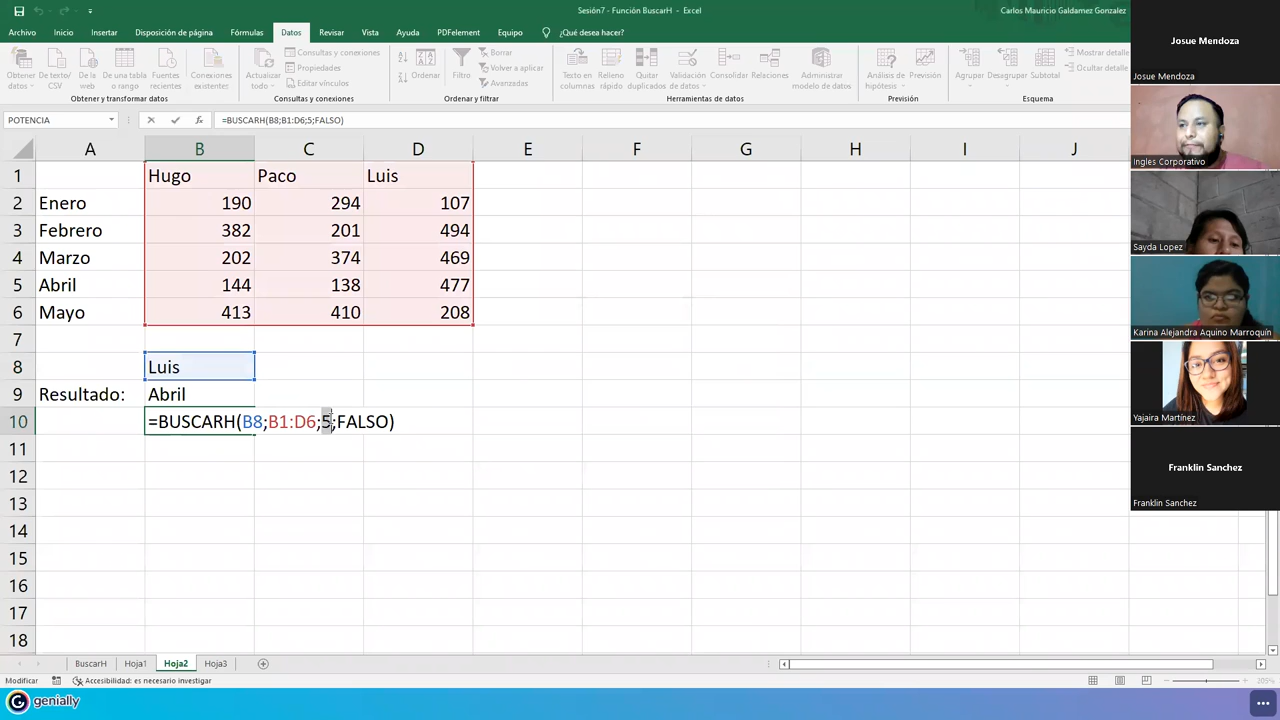 Sesión7 - Función BuscarH - Excel
Carlos Mauricio Galdamez Gonzalez
Archivo Inicio Insertar Disposición de página Fórmulas Datos Revisar Vista Ayuda PDFelement Equipo ¿Qué desea hacer?
Obtener datos
De texto/CSV
De la web
De una tabla o rango
Fuentes recientes
Conexiones existentes
Obtener y transformar datos
Actualizar todo
Consultas y conexiones
Propiedades
Editar vínculos
Consultas y conexiones
Ordenar
Filtro
Borrar
Volver a aplicar
Avanzadas
Ordenar y filtrar
Texto en columnas
Relleno rápido
Quitar duplicados
Validación de datos
Consolidar
Relaciones
Administrar modelo de datos
Herramientas de datos
Análisis de hipótesis
Previsión
Previsión
Agrupar
Desagrupar
Subtotal
Mostrar detalle
Ocultar detalle
Esquema
POTENCIA fx =BUSCARH(B8;B1:D6;5;FALSO)
A B C D E F G H I J
1 Hugo Paco Luis
2 Enero 190 294 107
3 Febrero 382 201 494
4 Marzo 202 374 469
5 Abril 144 138 477
6 Mayo 413 410 208
7
8 Luis
9 Resultado: Abril
10 =BUSCARH(B8;B1:D6;5;FALSO)
11
12
13
14
15
16
17
18
BuscarH Hoja1 Hoja2 Hoja3
Modificar Accesibilidad: es necesario investigar 205%
genially
Josue Mendoza
Josue Mendoza
Ingles Corporativo
Sayda Lopez
Karina Alejandra Aquino Marroquín
Yajaira Martínez
Franklin Sanchez
Franklin Sanchez